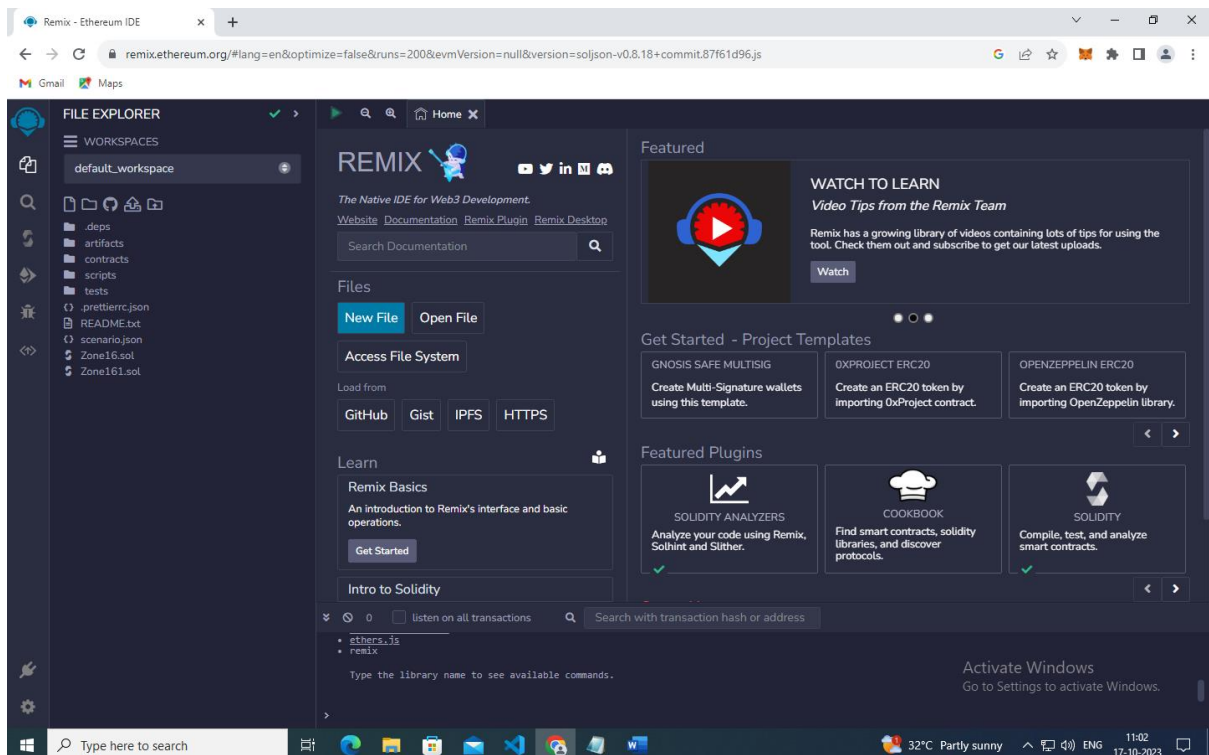 Remix - Ethereum IDE
remix.ethereum.org/#lang=en&optimize=false&runs=200&evmVersion=null&version=soljson-v0.8.18+commit.87f61d96.js
Gmail Maps
FILE EXPLORER
WORKSPACES
default_workspace
.deps
artifacts
contracts
scripts
tests
.prettierrc.json
README.txt
scenario.json
Zone16.sol
Zone161.sol
Home
REMIX
The Native IDE for Web3 Development.
Website Documentation Remix Plugin Remix Desktop
Search Documentation
Files
New File Open File
Access File System
Load from
GitHub Gist IPFS HTTPS
Learn
Remix Basics
An introduction to Remix's interface and basic
operations.
Get Started
Intro to Solidity
Featured
WATCH TO LEARN
Video Tips from the Remix Team
Remix has a growing library of videos containing lots of tips for using the
tool. Check them out and subscribe to get our latest uploads.
Watch
Get Started - Project Templates
GNOSIS SAFE MULTISIG
Create Multi-Signature wallets
using this template.
0XPROJECT ERC20
Create an ERC20 token by
importing 0xProject contract.
OPENZEPPELIN ERC20
Create an ERC20 token by
importing OpenZeppelin library.
Featured Plugins
SOLIDITY ANALYZERS
Analyze your code using Remix,
Solhint and Slither.
COOKBOOK
Find smart contracts, solidity
libraries, and discover
protocols.
SOLIDITY
Compile, test, and analyze
smart contracts.
0 listen on all transactions Search with transaction hash or address
• ethers.js
• remix
Type the library name to see available commands.
>
Activate Windows
Go to Settings to activate Windows.
Type here to search
32°C Partly sunny ENG 11:02
17-10-2023